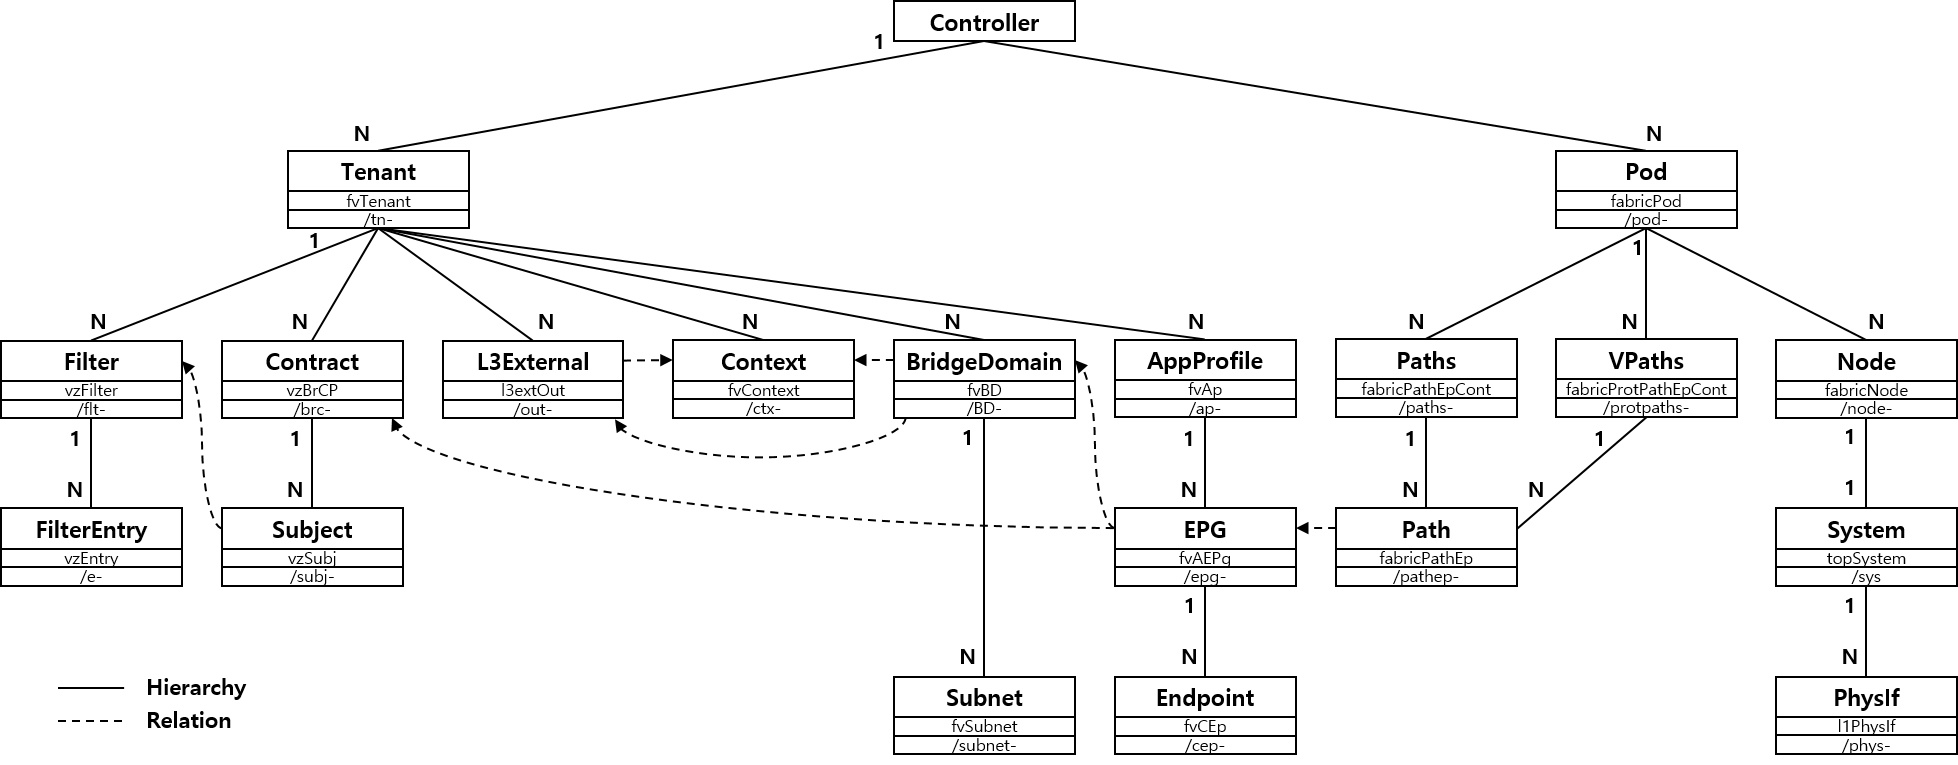 Controller
1
N
N
Tenant
fvTenant
/tn-
Pod
fabricPod
/pod-
1
1
N
N
N
N
N
N
N
N
N
Filter
vzFilter
/flt-
Contract
vzBrCP
/brc-
L3External
l3extOut
/out-
Context
fvContext
/ctx-
BridgeDomain
fvBD
/BD-
AppProfile
fvAp
/ap-
Paths
fabricPathEpCont
/paths-
VPaths
fabricProtPathEpCont
/protpaths-
Node
fabricNode
/node-
1
1
1
1
1
1
1
N
N
N
N
N
1
FilterEntry
vzEntry
/e-
Subject
vzSubj
/subj-
EPG
fvAEPg
/epg-
Path
fabricPathEp
/pathep-
System
topSystem
/sys
1
1
N
N
N
Subnet
fvSubnet
/subnet-
Endpoint
fvCEp
/cep-
PhysIf
l1PhysIf
/phys-
Hierarchy
Relation